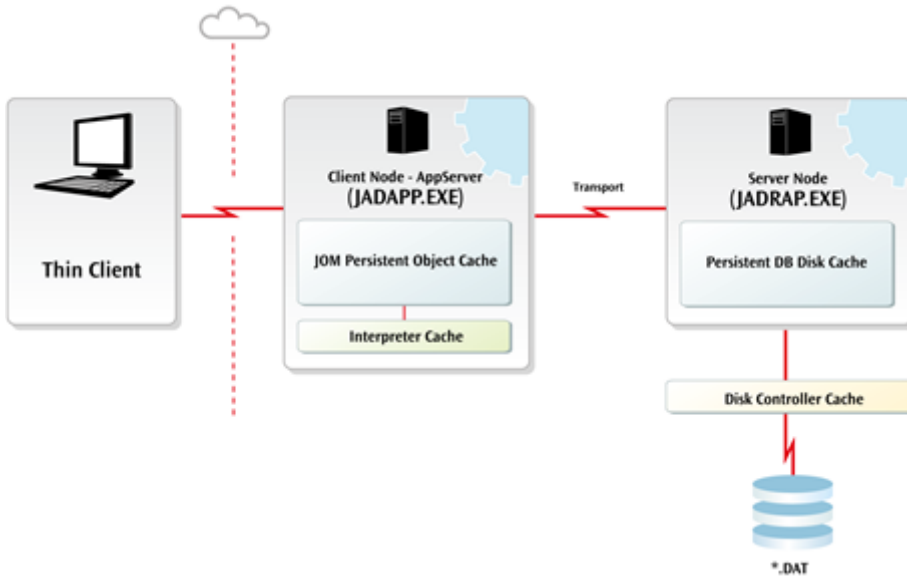 Thin Client
Client Node - AppServer
(JADAPP.EXE)
JOM Persistent Object Cache
Interpreter Cache
Transport
Server Node
(JADRAP.EXE)
Persistent DB Disk Cache
Disk Controller Cache
*.DAT